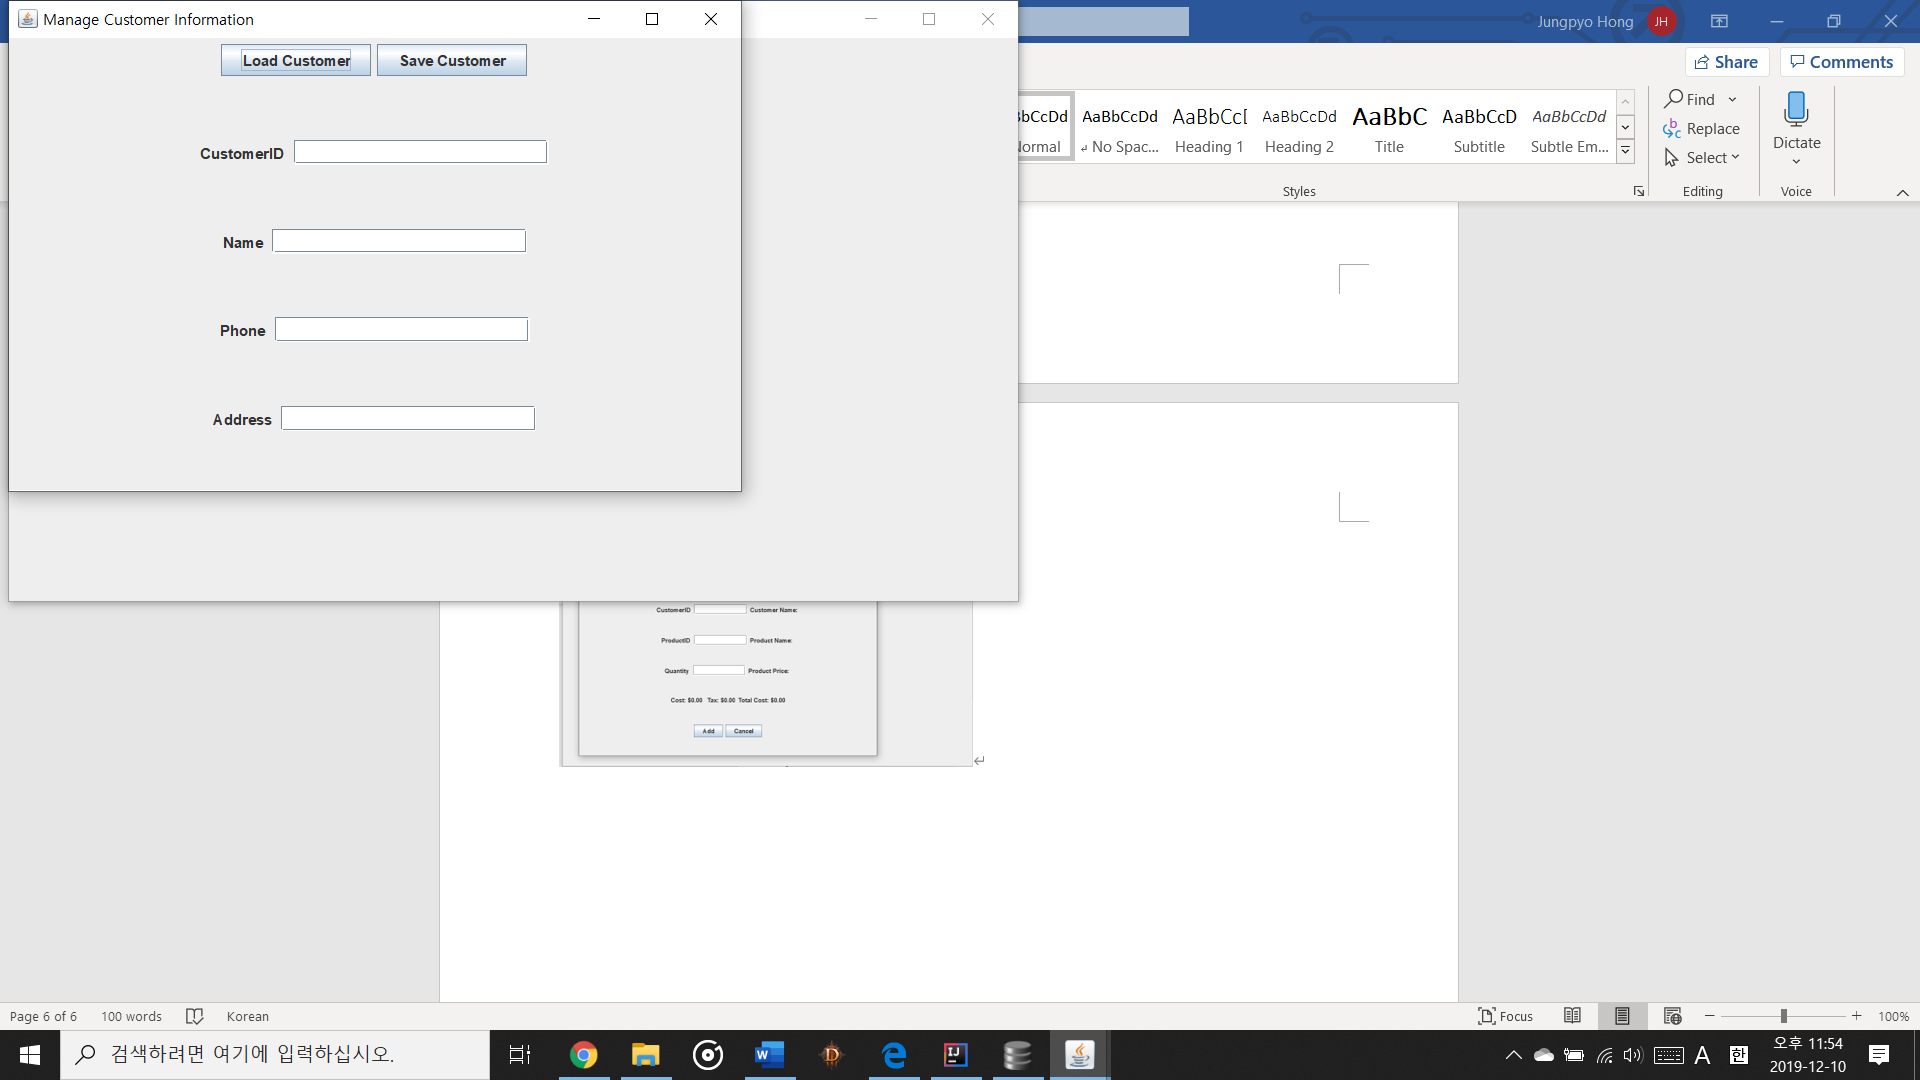 Manage Customer Information
Load Customer
Save Customer
CustomerID
Name
Phone
Address
Jungpyo Hong
JH
Share
Comments
AaBbCcDd
AaBbCcDd
AaBbC
AaBbCcD
AaBbCcDd
No Spac...
Heading 1
Heading 2
Title
Subtitle
Subtle Em...
Styles
Find
Replace
Select
Editing
Dictate
Voice
CustomerID
Customer Name:
ProductID
Product Name:
Quantity
Product Price:
Cost: $0.00 Tax: $0.00 Total Cost: $0.00
Add
Cancel
Page 6 of 6
100 words
Korean
Focus
100%
검색하려면 여기에 입력하십시오.
A
한
오후 11:54
2019-12-10